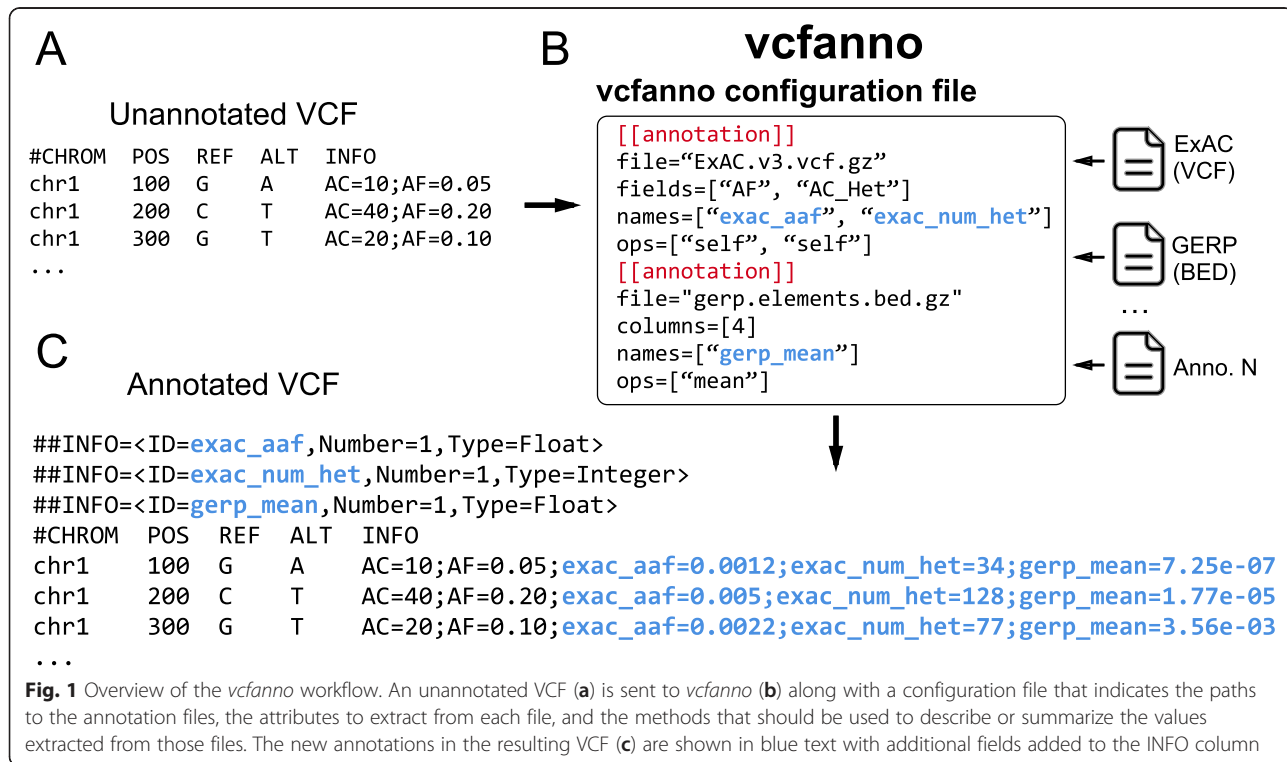 A
Unannotated VCF
#CHROM POS REF ALT INFO
chr1 100 G A AC=10;AF=0.05
chr1 200 C T AC=40;AF=0.20
chr1 300 G T AC=20;AF=0.10
...
B
vcfanno
vcfanno configuration file
[[annotation]]
file=“ExAC.v3.vcf.gz”
fields=[“AF”, “AC_Het”]
names=[“exac_aaf”, “exac_num_het”]
ops=[“self”, “self”]
[[annotation]]
file="gerp.elements.bed.gz"
columns=[4]
names=[“gerp_mean”]
ops=[“mean”]
ExAC
(VCF)
GERP
(BED)
...
Anno. N
C
Annotated VCF
##INFO=<ID=exac_aaf,Number=1,Type=Float>
##INFO=<ID=exac_num_het,Number=1,Type=Integer>
##INFO=<ID=gerp_mean,Number=1,Type=Float>
#CHROM POS REF ALT INFO
chr1 100 G A AC=10;AF=0.05;exac_aaf=0.0012;exac_num_het=34;gerp_mean=7.25e-07
chr1 200 C T AC=40;AF=0.20;exac_aaf=0.005;exac_num_het=128;gerp_mean=1.77e-05
chr1 300 G T AC=20;AF=0.10;exac_aaf=0.0022;exac_num_het=77;gerp_mean=3.56e-03
...
Fig. 1 Overview of the vcfanno workflow. An unannotated VCF (a) is sent to vcfanno (b) along with a configuration file that indicates the paths
to the annotation files, the attributes to extract from each file, and the methods that should be used to describe or summarize the values
extracted from those files. The new annotations in the resulting VCF (c) are shown in blue text with additional fields added to the INFO column